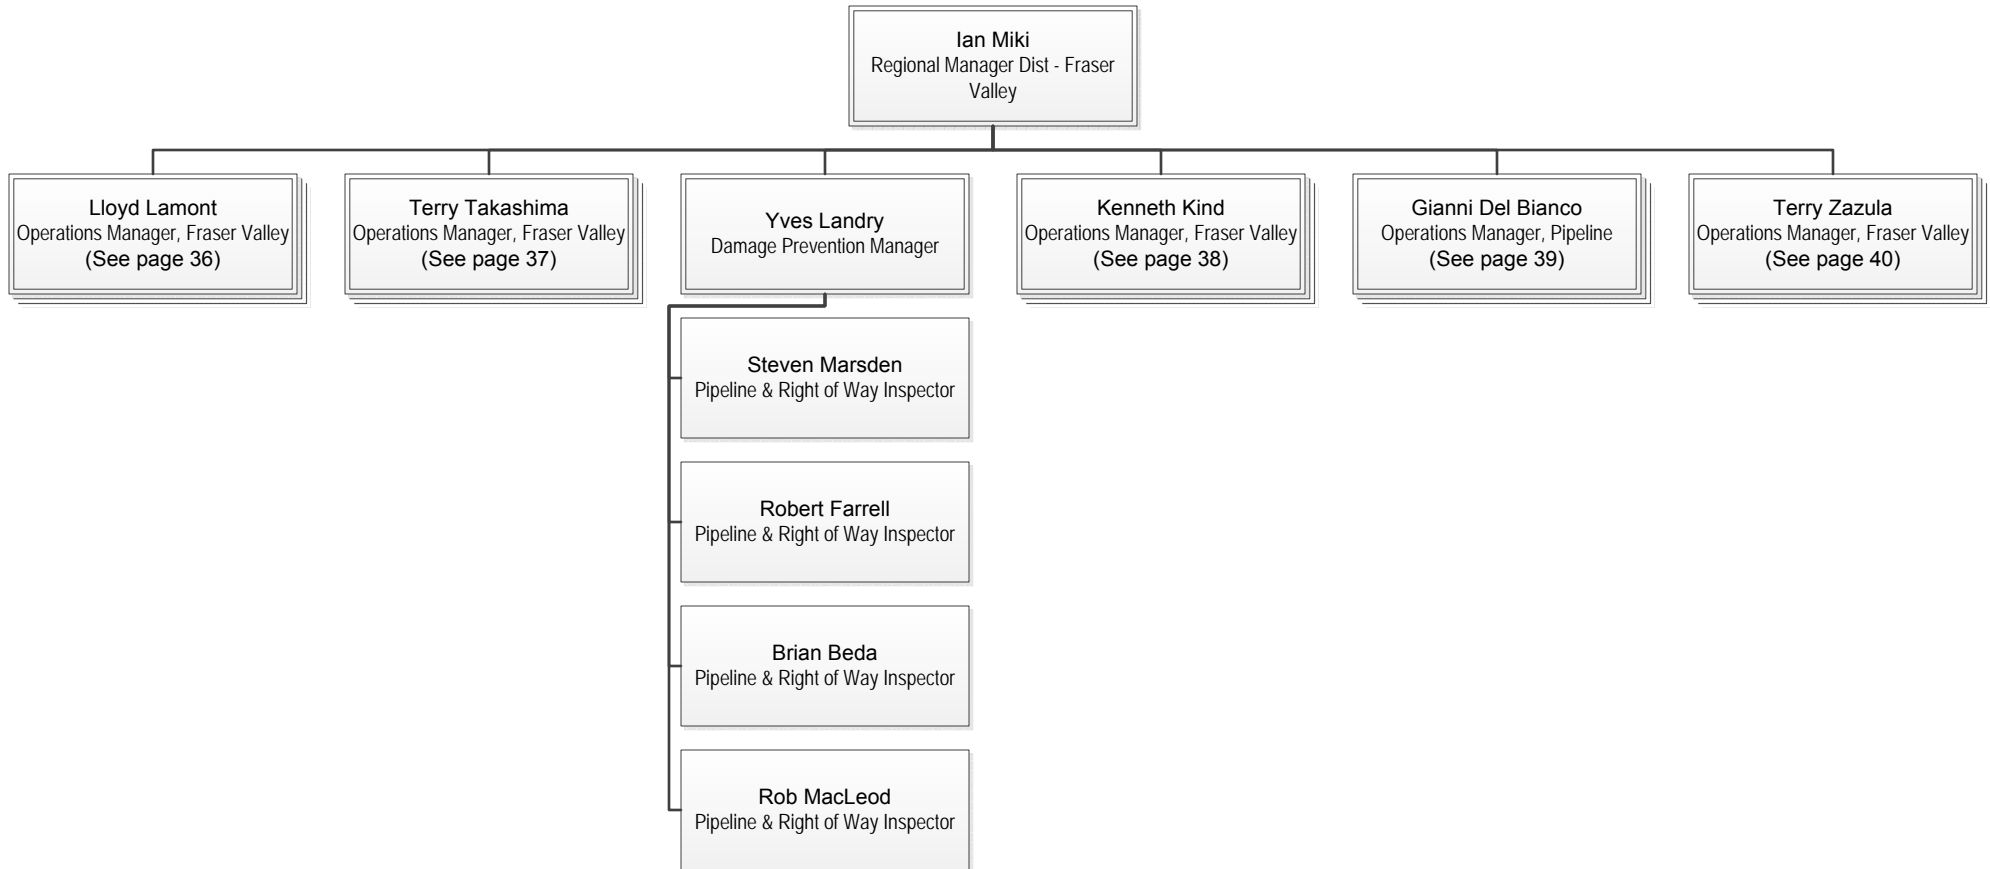 Ian Miki
Regional Manager Dist - Fraser
Valley
Lloyd Lamont
Operations Manager, Fraser Valley
(See page 36)
Terry Takashima
Operations Manager, Fraser Valley
(See page 37)
Yves Landry
Damage Prevention Manager
Kenneth Kind
Operations Manager, Fraser Valley
(See page 38)
Gianni Del Bianco
Operations Manager, Pipeline
(See page 39)
Terry Zazula
Operations Manager, Fraser Valley
(See page 40)
Steven Marsden
Pipeline & Right of Way Inspector
Robert Farrell
Pipeline & Right of Way Inspector
Brian Beda
Pipeline & Right of Way Inspector
Rob MacLeod
Pipeline & Right of Way Inspector